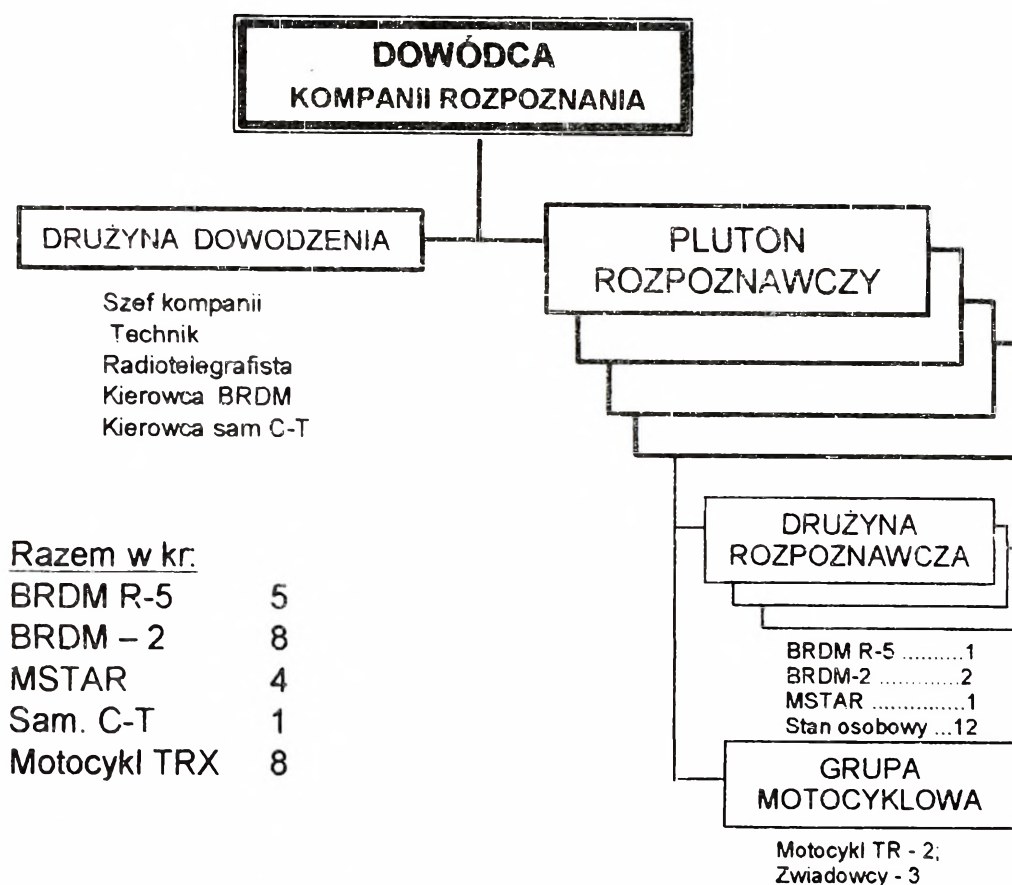 DOWÓDCA
KOMPANII ROZPOZNANIA
DRUŻYNA DOWODZENIA
Szef kompanii
Technik
Radiotelegrafista
Kierowca BRDM
Kierowca sam C-T
PLUTON
ROZPOZNAWCZY
DRUŻYNA
ROZPOZNAWCZA
BRDM R-5 ..........1
BRDM-2 .............2
MSTAR ...............1
Stan osobowy ...12
GRUPA
MOTOCYKLOWA
Motocykl TR - 2;
Zwiadowcy - 3
Razem w kr:
BRDM R-5 5
BRDM – 2 8
MSTAR 4
Sam. C-T 1
Motocykl TRX 8